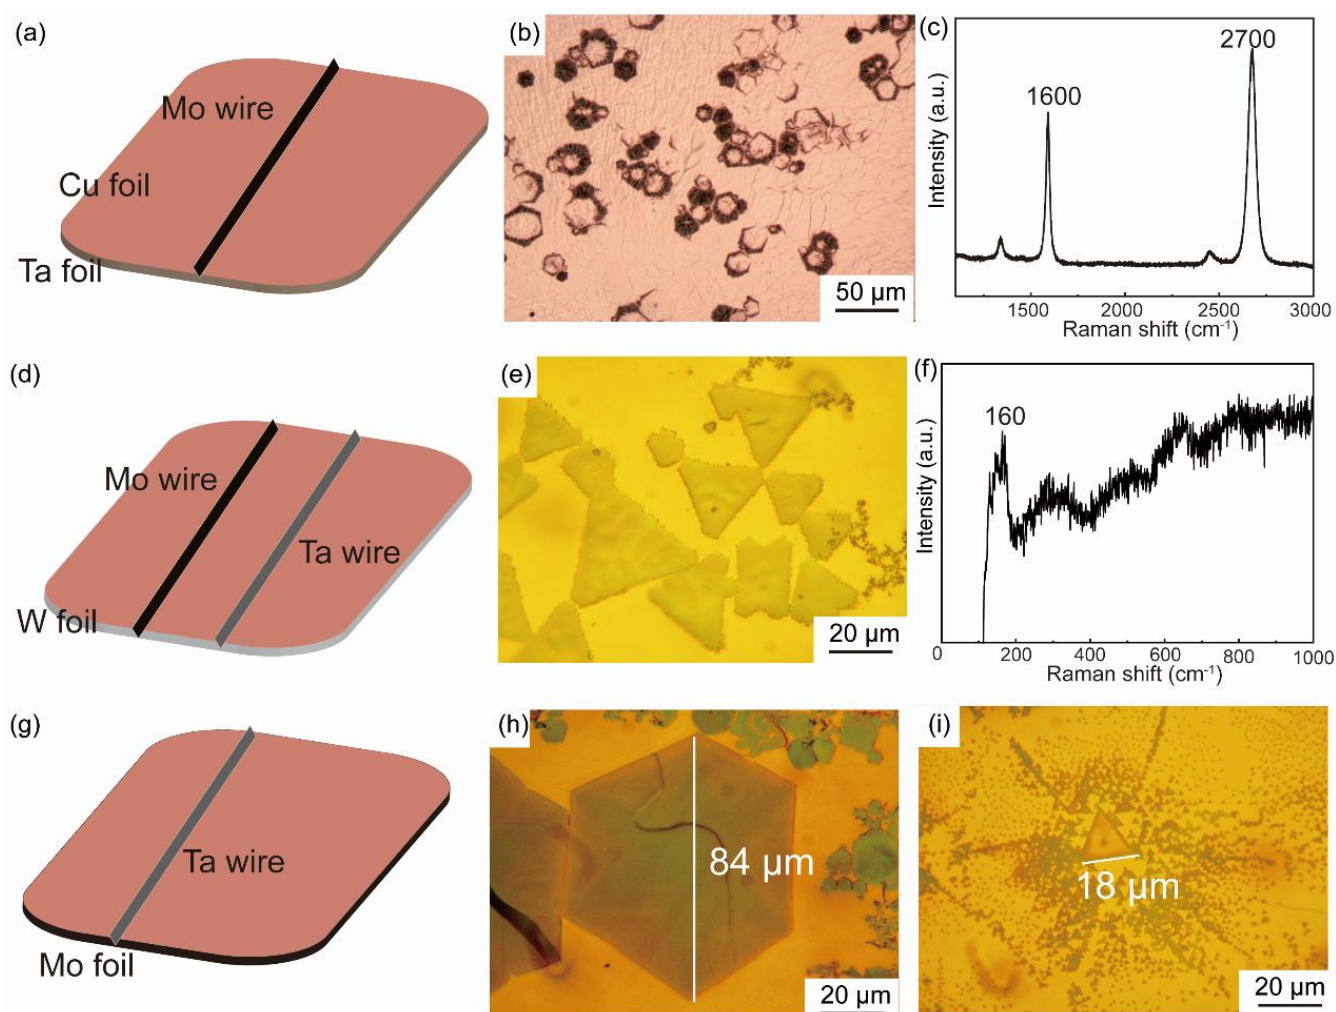 (a)
Mo wire
Cu foil
Ta foil
(b)
50 μm
(c)
2700
1600
Intensity (a.u.)
1500 2000 2500 3000
Raman shift (cm⁻¹)
(d)
Mo wire
Ta wire
W foil
(e)
20 μm
(f)
160
Intensity (a.u.)
0 200 400 600 800 1000
Raman shift (cm⁻¹)
(g)
Ta wire
Mo foil
(h)
84 μm
20 μm
(i)
18 μm
20 μm